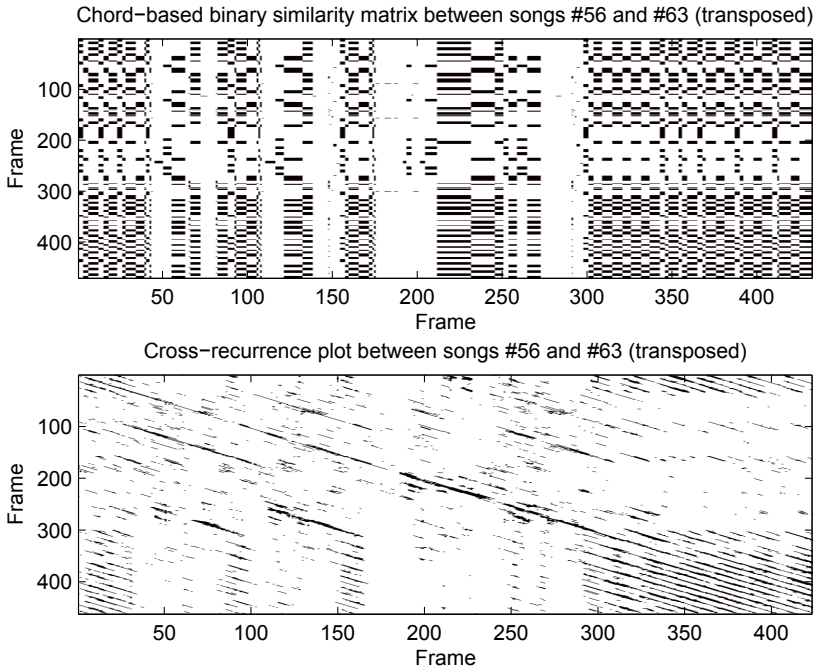 Chord−based binary similarity matrix between songs #56 and #63 (transposed)
Frame
100
200
300
400
50 100 150 200 250 300 350 400
Frame
Cross−recurrence plot between songs #56 and #63 (transposed)
Frame
100
200
300
400
50 100 150 200 250 300 350 400
Frame